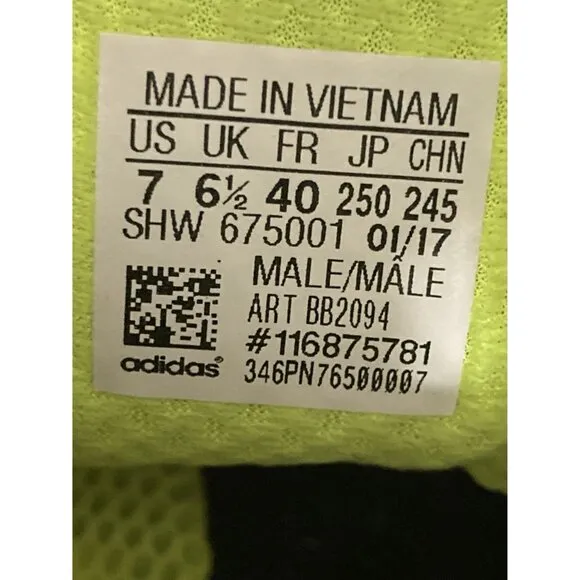 MADE IN VIETNAM
US UK FR JP CHN
7 6½ 40 250 245
SHW 675001 01/17
MALE/MÂLE
ART BB2094
#116875781
adidas® 346PN76500007